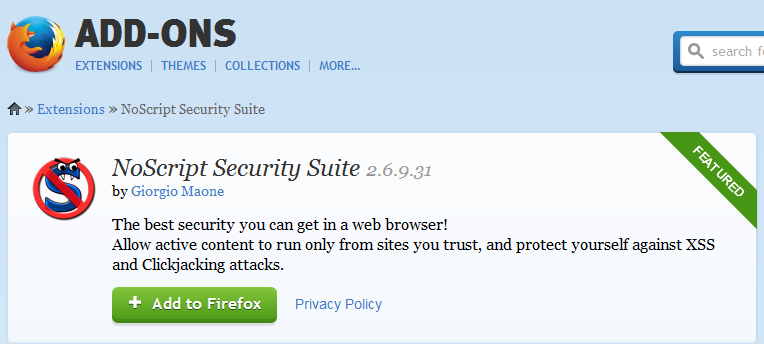 ADD-ONS
EXTENSIONS | THEMES | COLLECTIONS | MORE...
search fo
» Extensions » NoScript Security Suite
NoScript Security Suite 2.6.9.31
FEATURED
by Giorgio Maone
The best security you can get in a web browser!
Allow active content to run only from sites you trust, and protect yourself against XSS
and Clickjacking attacks.
+ Add to Firefox
Privacy Policy